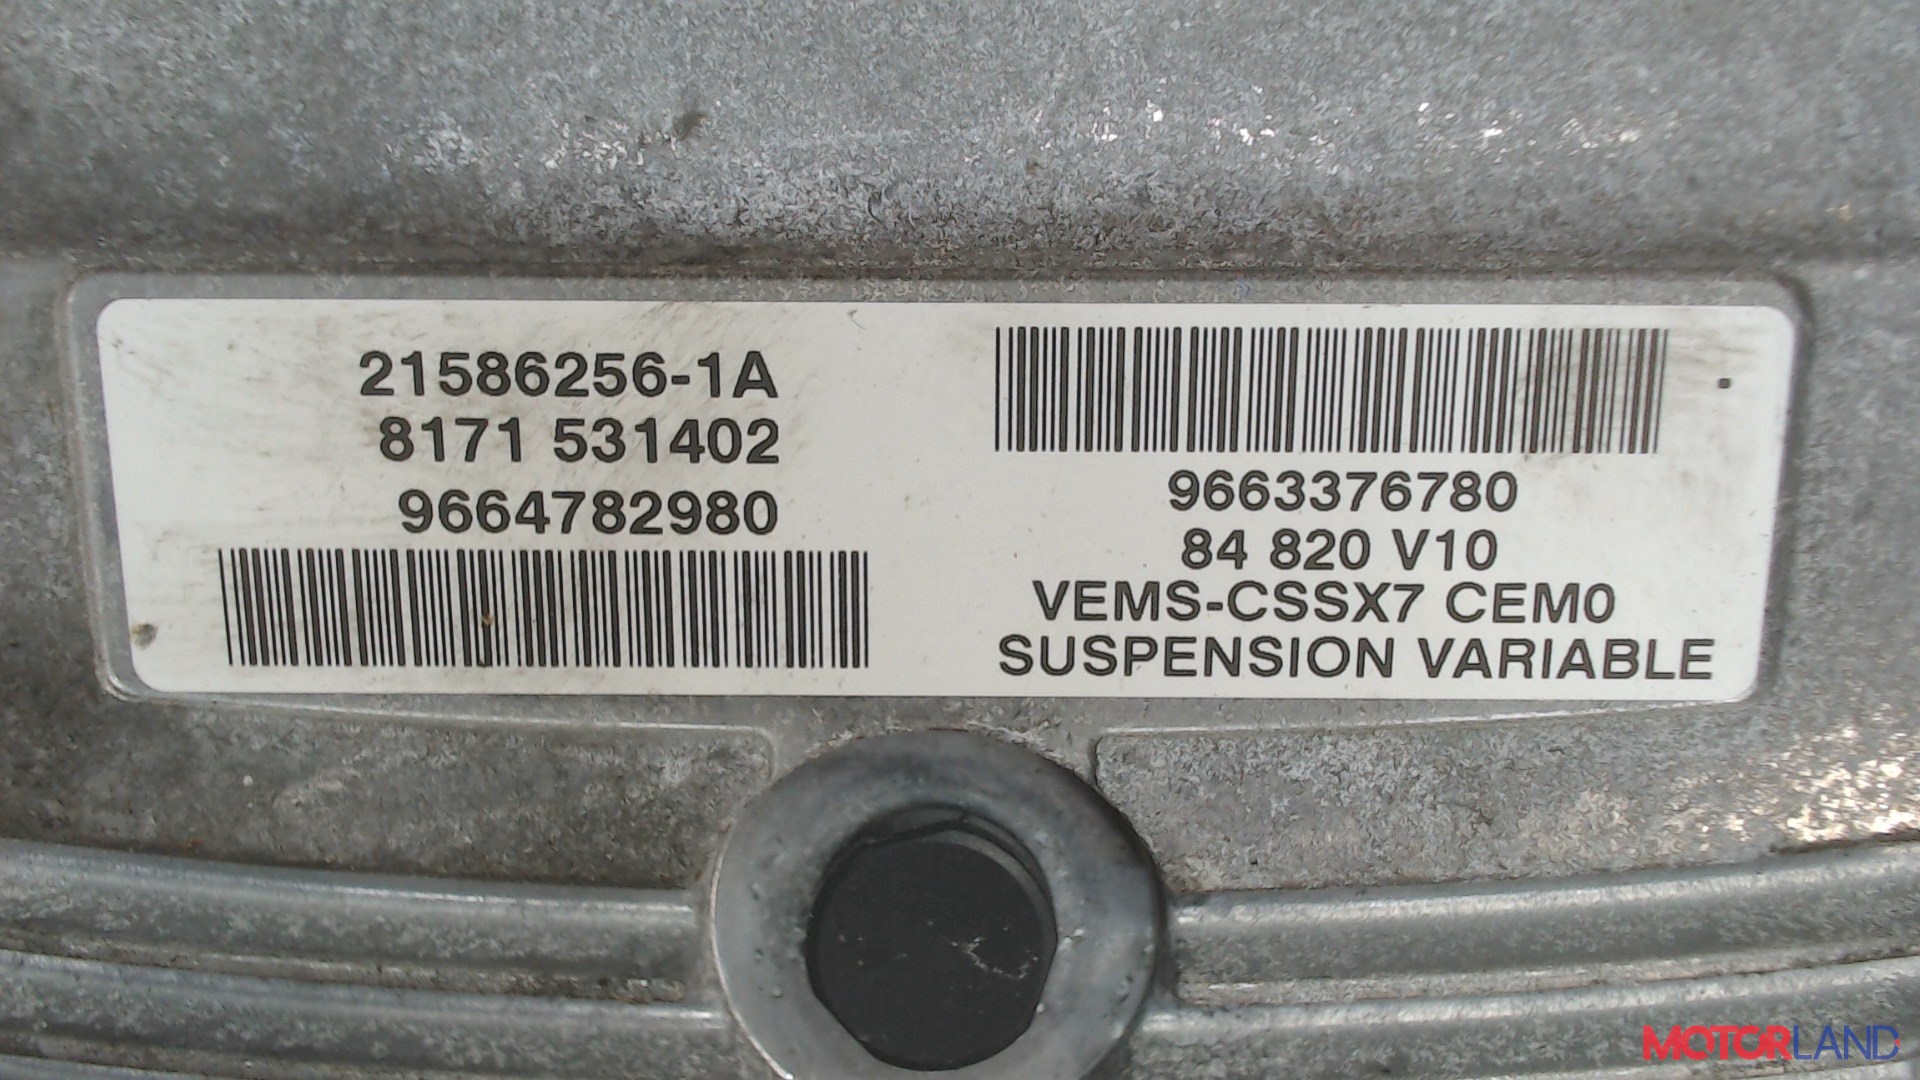 21586256-1A
8171 531402
9664782980
9663376780
84 820 V10
VEMS-CSSX7 CEM0
SUSPENSION VARIABLE
MOTORLAND